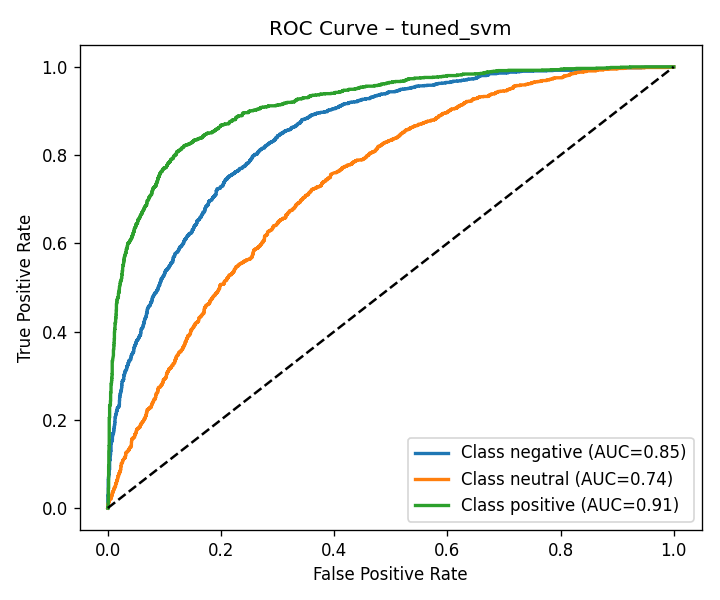 ROC Curve – tuned_svm
True Positive Rate
1.0
0.8
0.6
0.4
0.2
0.0
0.0 0.2 0.4 0.6 0.8 1.0
False Positive Rate
Class negative (AUC=0.85)
Class neutral (AUC=0.74)
Class positive (AUC=0.91)